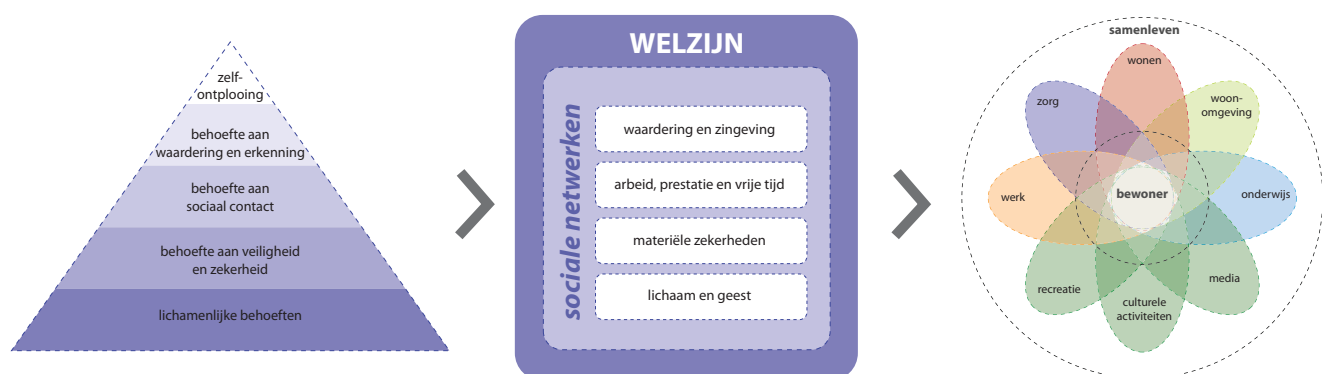 zelf-
ontplooing
behoefte aan
waardering en erkenning
behoefte aan
sociaal contact
behoefte aan veiligheid
en zekerheid
lichamenlijke behoeften
WELZIJN
sociale netwerken
waardering en zingeving
arbeid, prestatie en vrije tijd
materiële zekerheden
lichaam en geest
samenleven
wonen
zorg
woon-
omgeving
werk
bewoner
onderwijs
recreatie
media
culturele
activiteiten